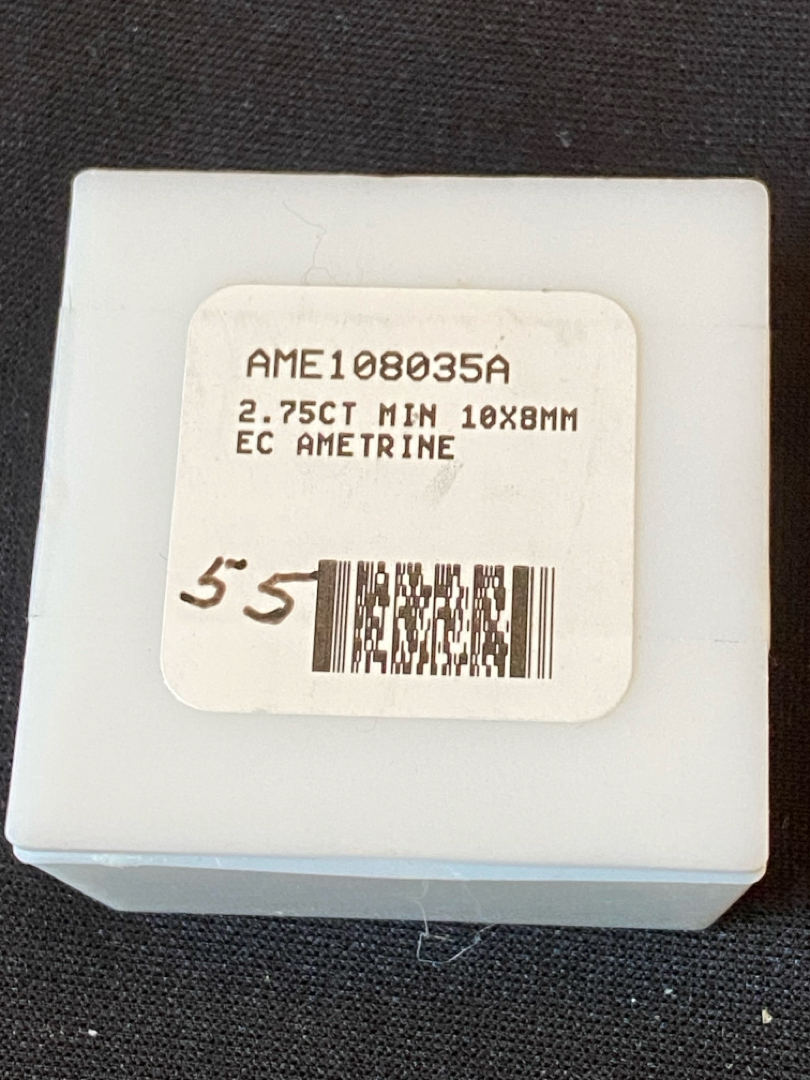 AME108035A
2.75CT MIN 10X8MM
EC AMETRINE
55